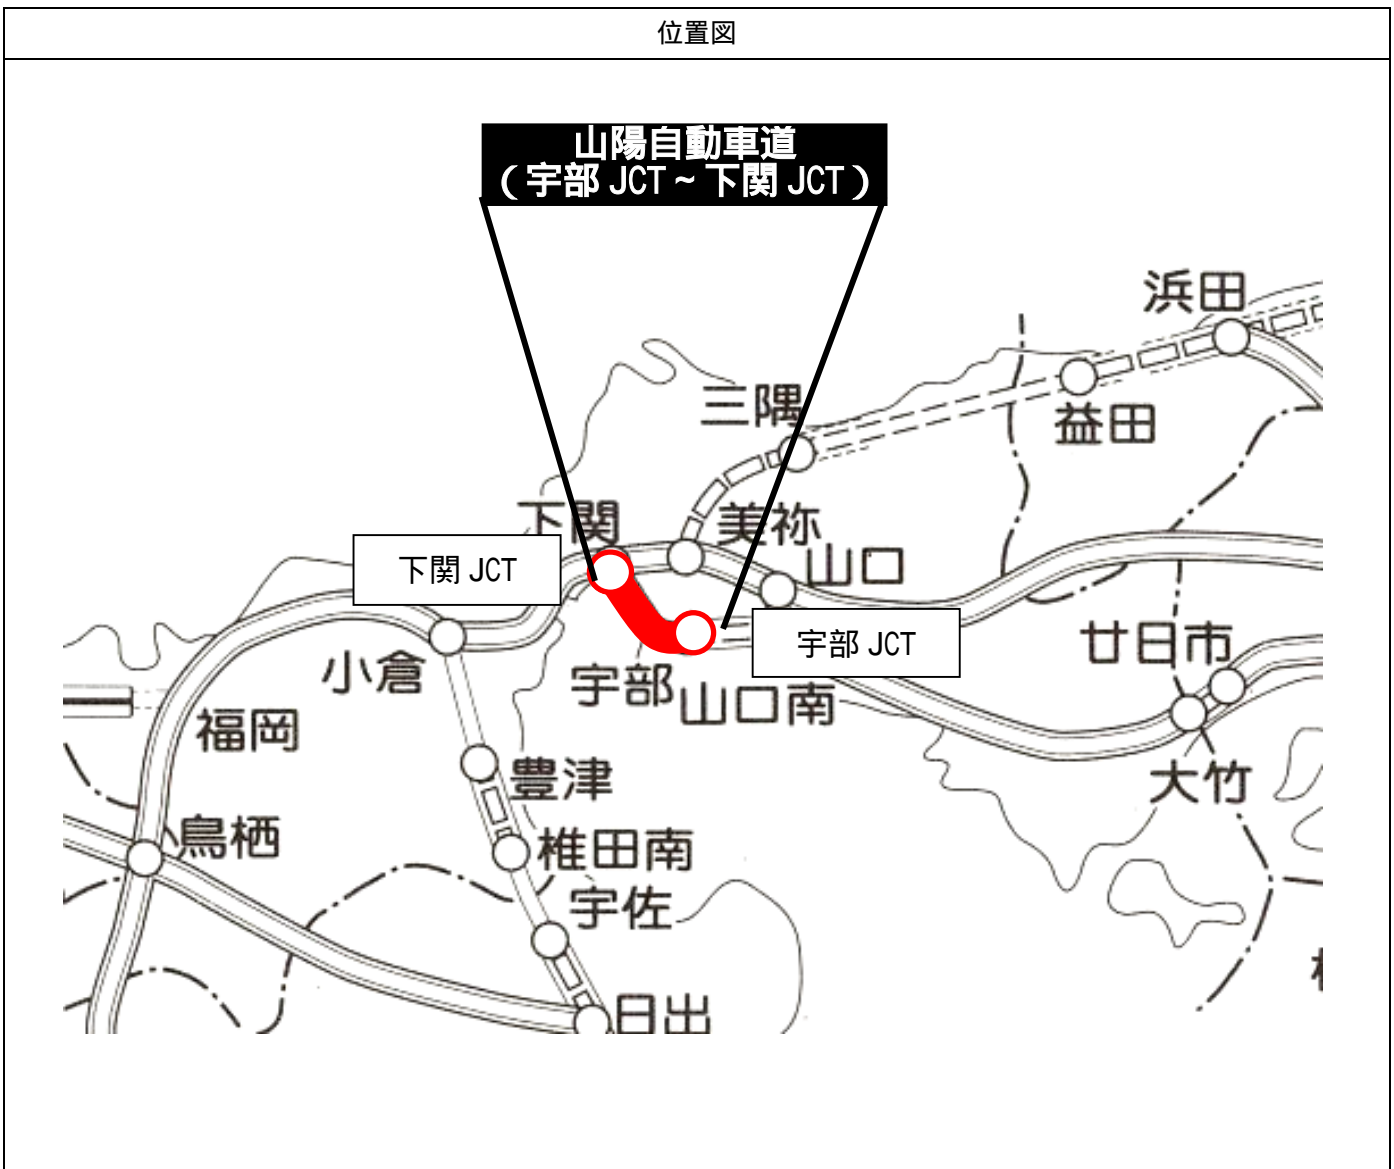 位置図
山陽自動車道
（宇部 JCT ~ 下関 JCT）
浜田
三隅
益田
下関
美祢
山口
下関 JCT
宇部 JCT
廿日市
小倉
宇部
山口南
福岡
大竹
豊津
鳥栖
椎田南
宇佐
日出